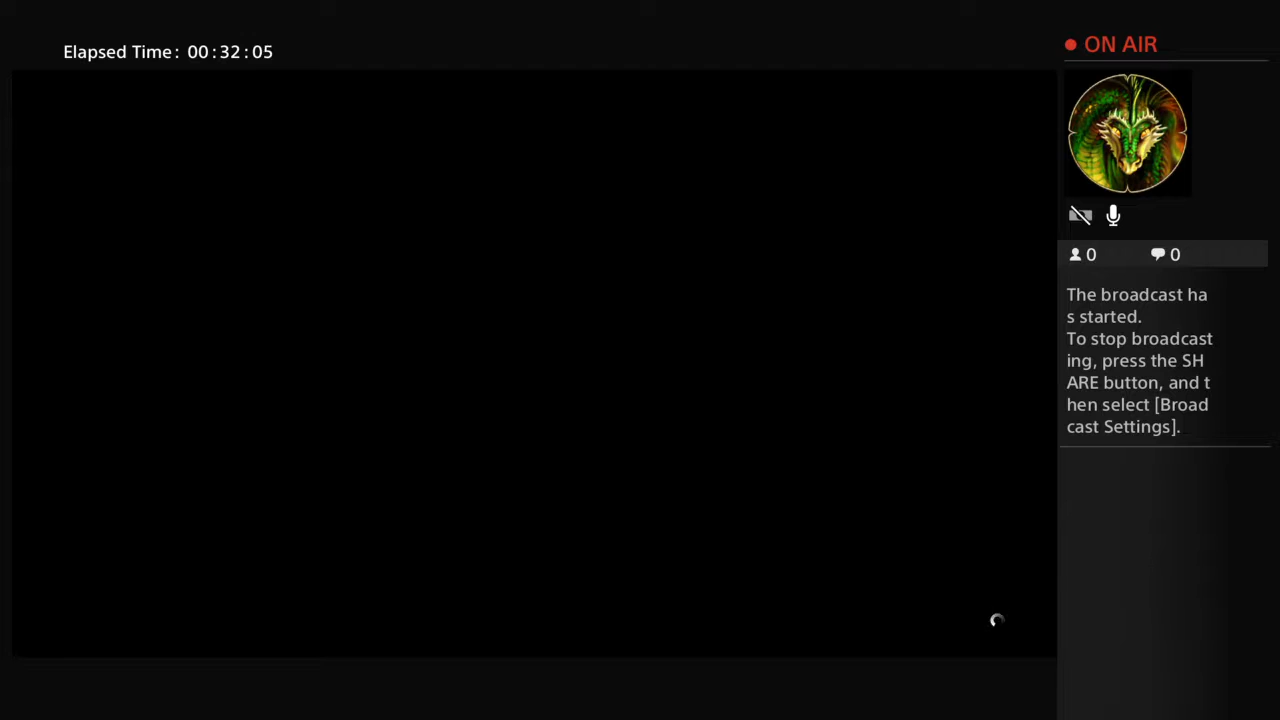 Elapsed Time: 00:32:05
ON AIR
0 0
The broadcast ha
s started.
To stop broadcast
ing, press the SH
ARE button, and t
hen select [Broad
cast Settings].